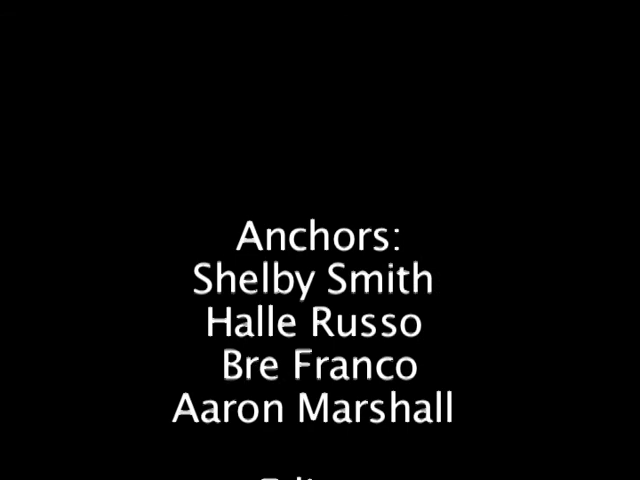 Anchors:
Shelby Smith
Halle Russo
Bre Franco
Aaron Marshall